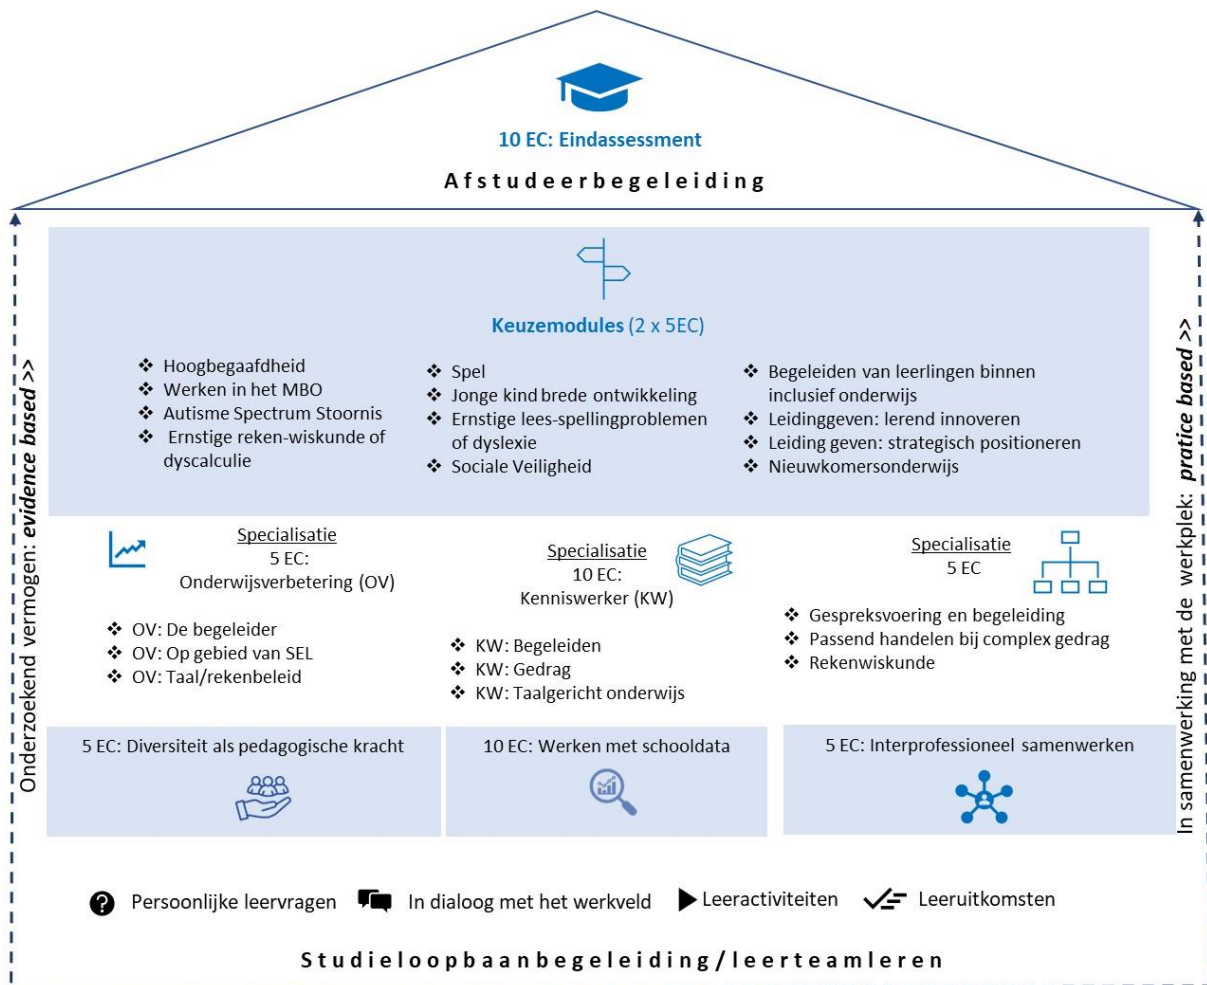 10 EC: Eindassessment
Afstudeerbegeleiding
Onderzoekend vermogen: evidence based >>
In samenwerking met de werkplek: pratice based >>
Keuzemodules (2 x 5EC)
❖ Hoogbegaafdheid
❖ Werken in het MBO
❖ Autisme Spectrum Stoornis
❖ Ernstige reken-wiskunde of
dyscalculie
❖ Spel
❖ Jonge kind brede ontwikkeling
❖ Ernstige lees-spellingproblemen
of dyslexie
❖ Sociale Veiligheid
❖ Begeleiden van leerlingen binnen
inclusief onderwijs
❖ Leidinggeven: lerend innoveren
❖ Leiding geven: strategisch positioneren
❖ Nieuwkomersonderwijs
Specialisatie
5 EC:
Onderwijsverbetering (OV)
❖ OV: De begeleider
❖ OV: Op gebied van SEL
❖ OV: Taal/rekenbeleid
Specialisatie
10 EC:
Kenniswerker (KW)
❖ KW: Begeleiden
❖ KW: Gedrag
❖ KW: Taalgericht onderwijs
Specialisatie
5 EC
❖ Gespreksvoering en begeleiding
❖ Passend handelen bij complex gedrag
❖ Rekenwiskunde
5 EC: Diversiteit als pedagogische kracht
10 EC: Werken met schooldata
5 EC: Interprofessioneel samenwerken
Persoonlijke leervragen
In dialoog met het werkveld
Leeractiviteiten
Leeruitkomsten
Studieloopbaanbegeleiding/leerteamleren